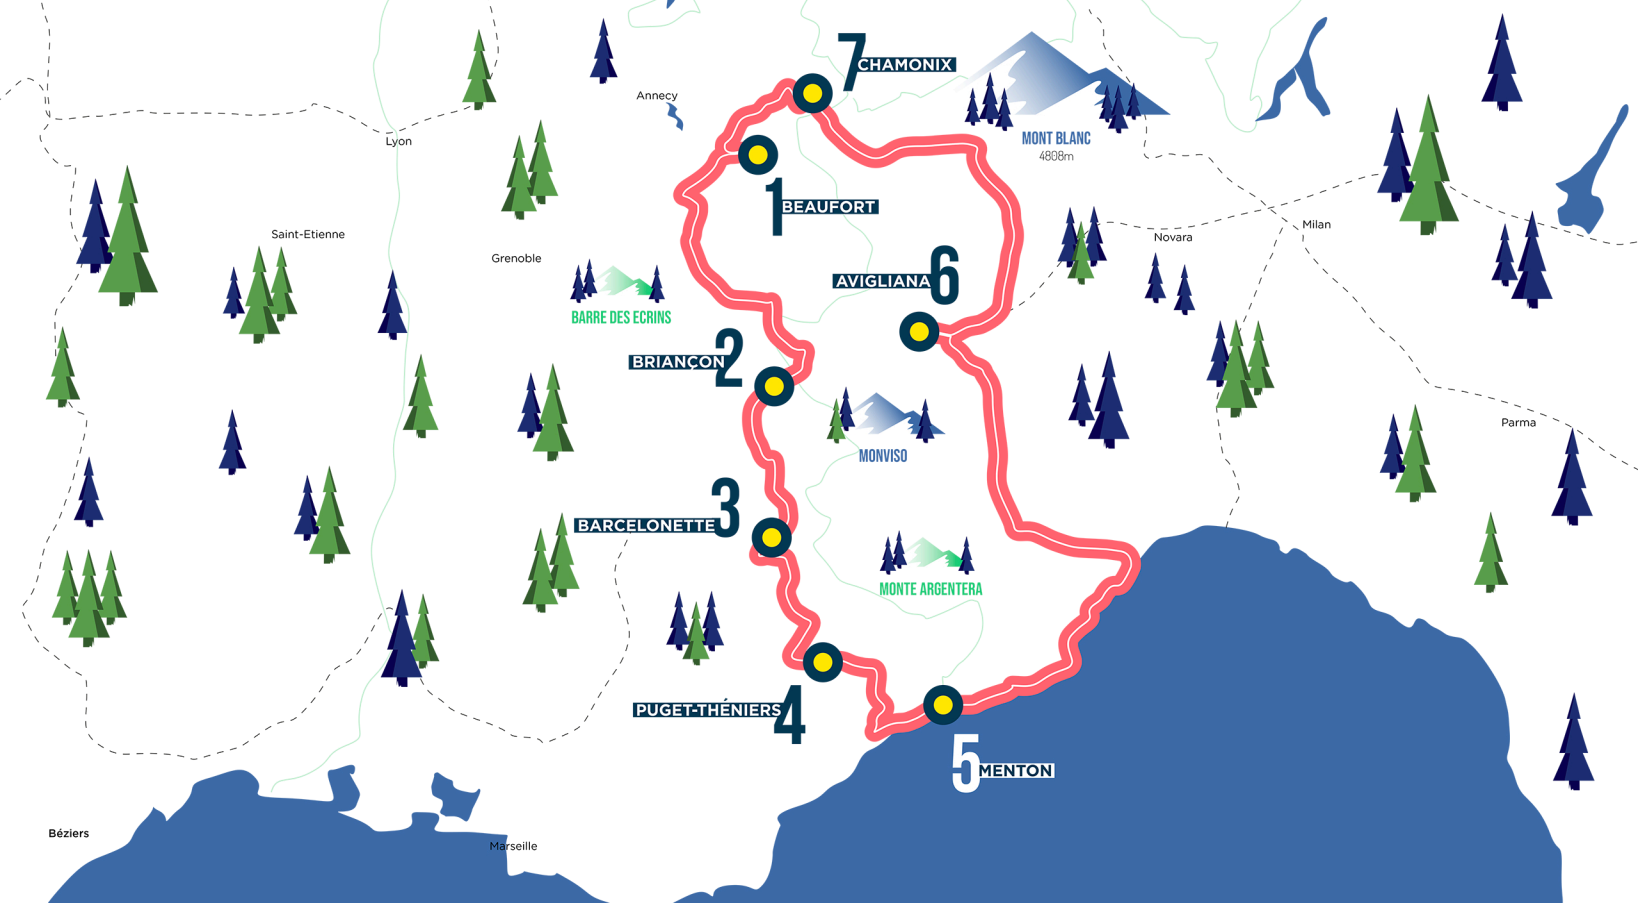 7 CHAMONIX
Annecy
MONT BLANC
4808m
Lyon
1 BEAUFORT
Saint-Etienne
Grenoble
Milan
Novara
AVIGLIANA 6
BARRE DES ECRINS
BRIANÇON 2
Parma
MONVISO
BARCELONETTE 3
MONTE ARGENTERA
PUGET-THÉNIERS 4
5 MENTON
Béziers
Marseille